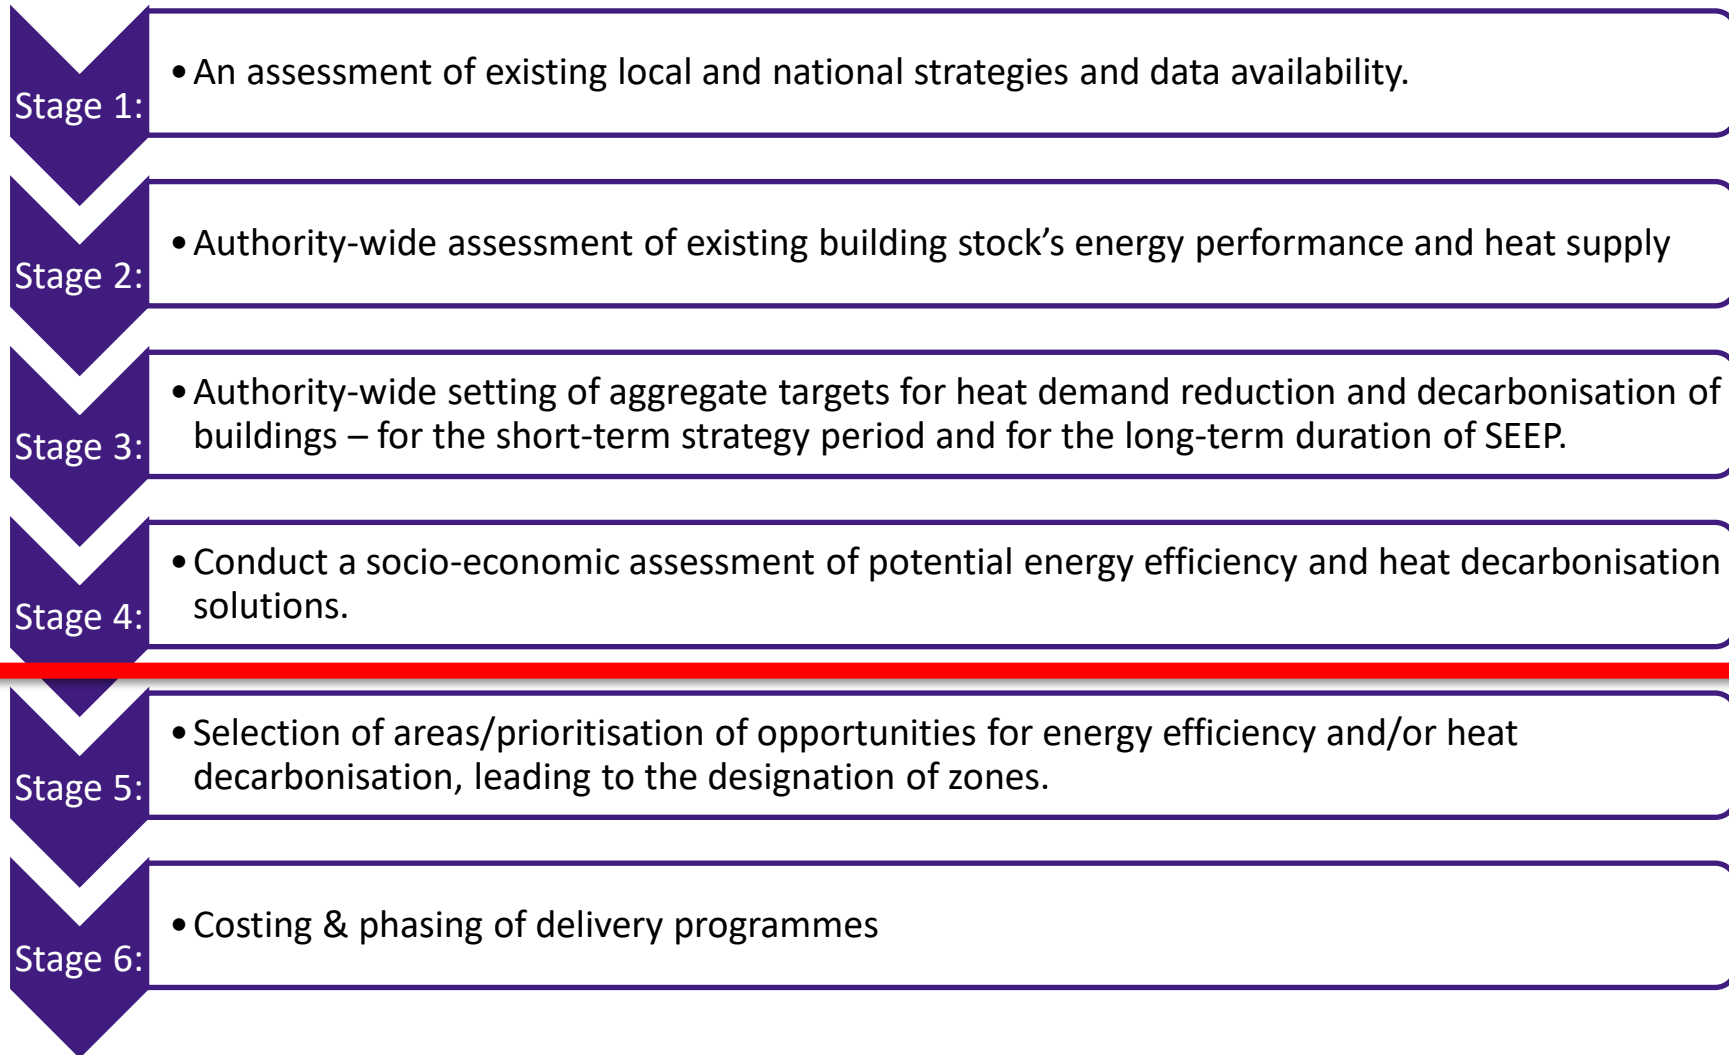 Stage 1:
•An assessment of existing local and national strategies and data availability.
Stage 2:
•Authority-wide assessment of existing building stock’s energy performance and heat supply
Stage 3:
•Authority-wide setting of aggregate targets for heat demand reduction and decarbonisation of
buildings – for the short-term strategy period and for the long-term duration of SEEP.
Stage 4:
•Conduct a socio-economic assessment of potential energy efficiency and heat decarbonisation
solutions.
Stage 5:
•Selection of areas/prioritisation of opportunities for energy efficiency and/or heat
decarbonisation, leading to the designation of zones.
Stage 6:
•Costing & phasing of delivery programmes